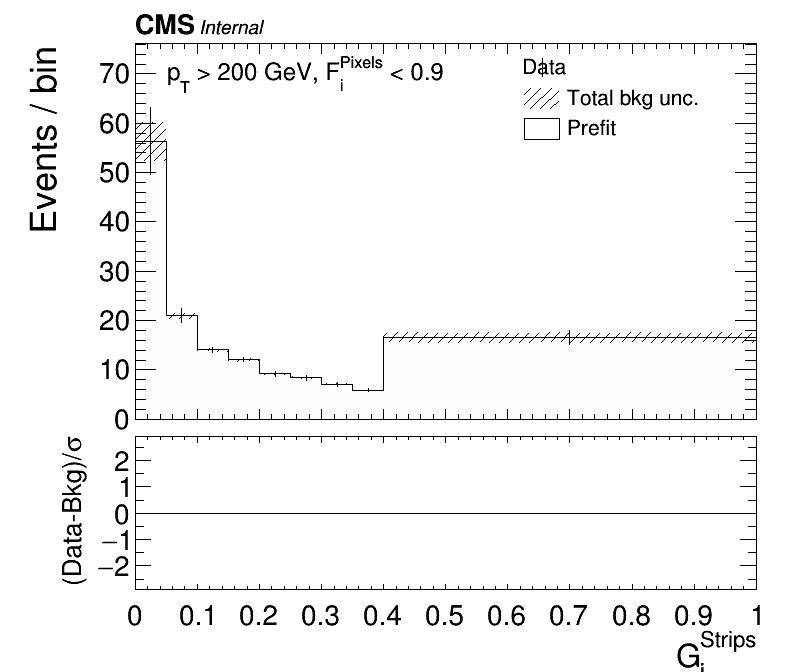 CMS Internal
p_T > 200 GeV, F_i^Pixels < 0.9
Data
Total bkg unc.
Prefit
Events / bin
70
60
50
40
30
20
10
0
(Data-Bkg)/σ
2
1
0
−1
−2
0 0.1 0.2 0.3 0.4 0.5 0.6 0.7 0.8 0.9 1
G_i^Strips